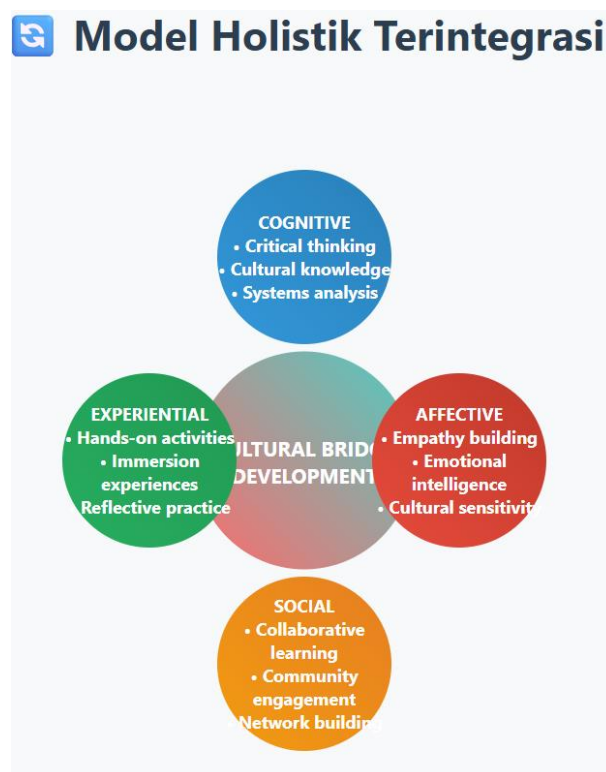 Model Holistik Terintegrasi
COGNITIVE
• Critical thinking
• Cultural knowledge
• Systems analysis
EXPERIENTIAL
• Hands-on activities
• Immersion
experiences
Reflective practice
ULTURAL BRIDG
DEVELOPMENT
AFFECTIVE
• Empathy building
• Emotional
intelligence
• Cultural sensitivity
SOCIAL
• Collaborative
learning
• Community
engagement
• Network building